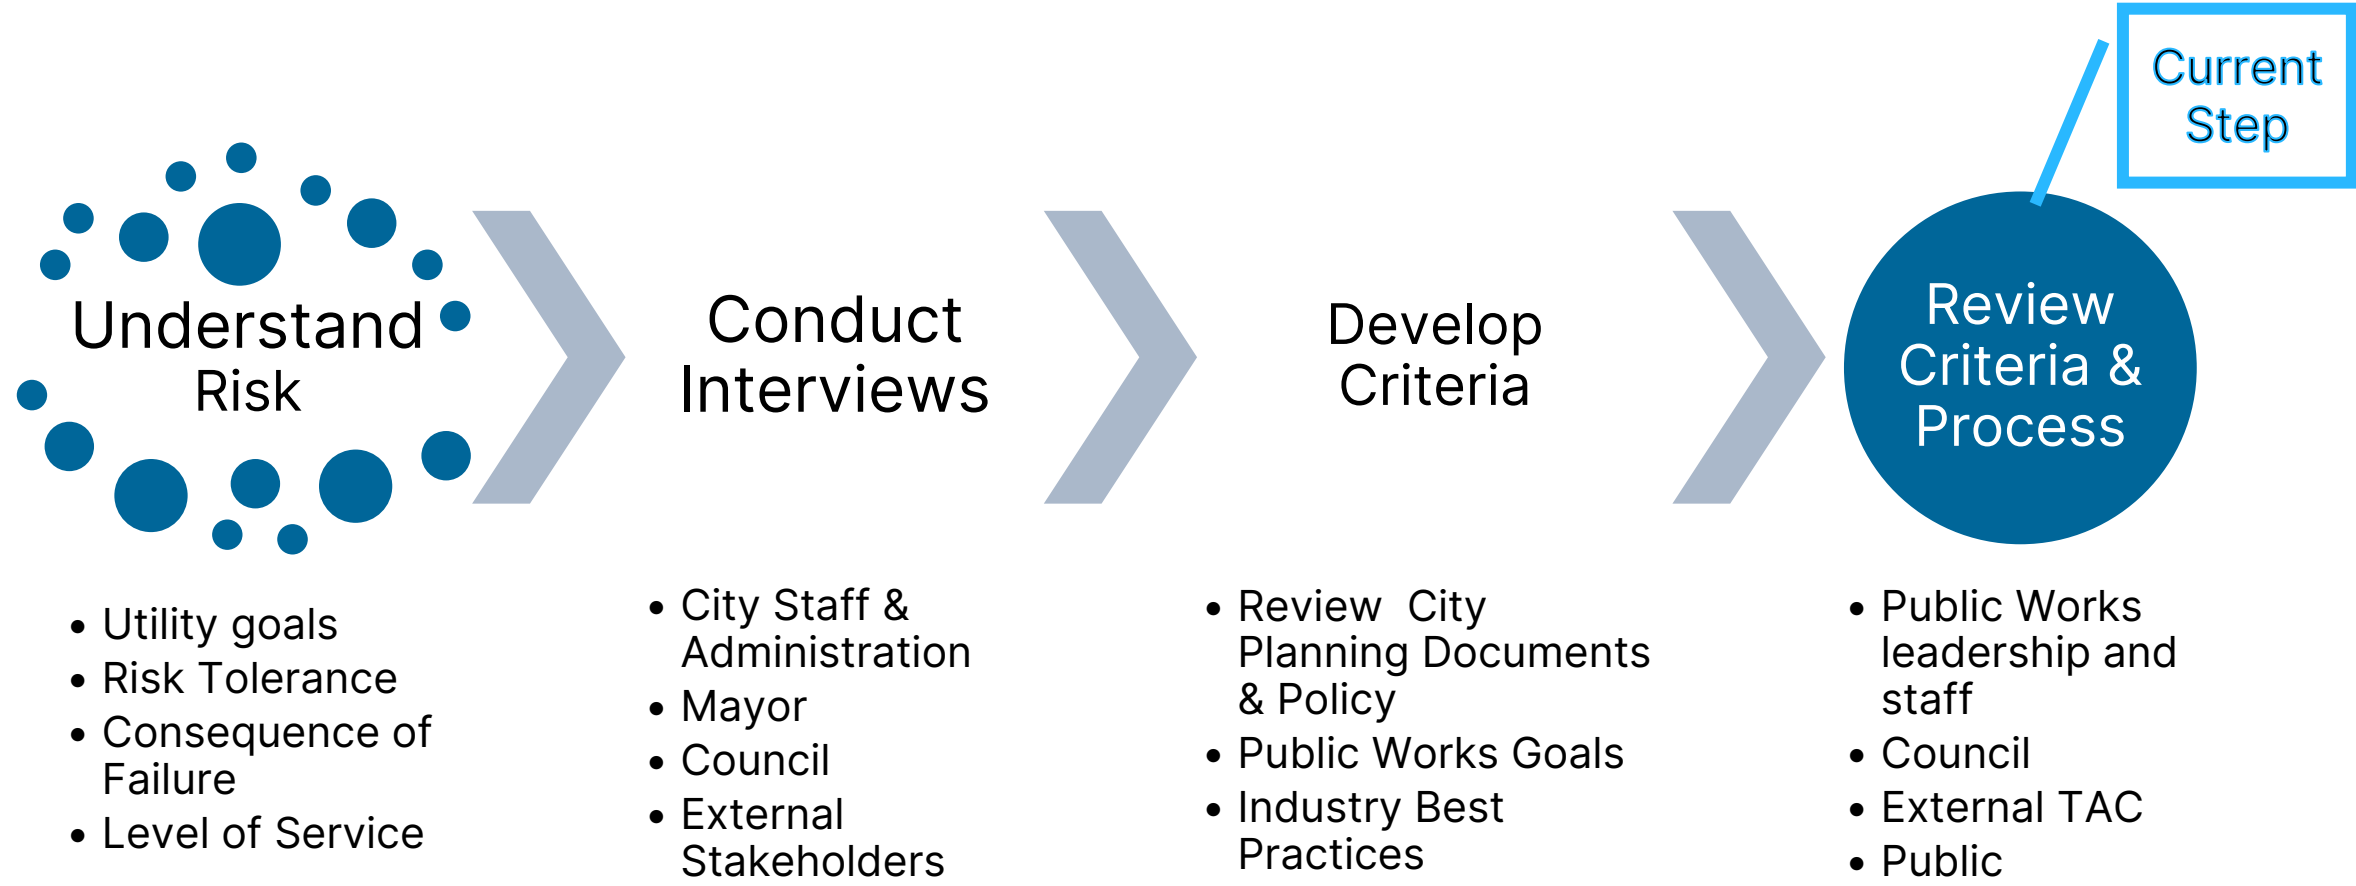 Current
Step
Understand
Risk
Conduct
Interviews
Develop
Criteria
Review
Criteria &
Process
• Utility goals
• Risk Tolerance
• Consequence of
Failure
• Level of Service
• City Staff &
Administration
• Mayor
• Council
• External
Stakeholders
• Review  City
Planning Documents
& Policy
• Public Works Goals
• Industry Best
Practices
• Public Works
leadership and
staff
• Council
• External TAC
• Public